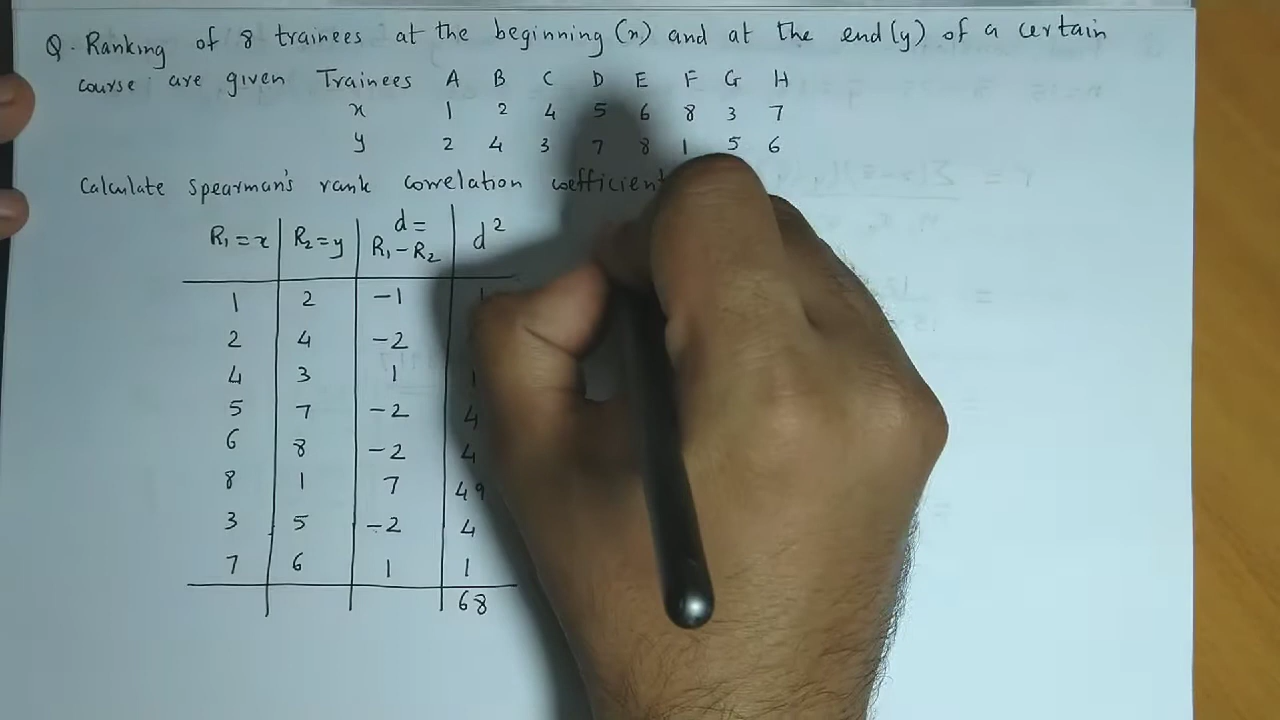 Q. Ranking of 8 trainees at the beginning (x) and at the end (y) of a certain
course are given Trainees A B C D E F G H
x 1 2 4 5 6 8 3 7
y 2 4 3 7 8 1 5 6
Calculate Spearman's rank correlation coefficient
R₁ = x R₂ = y d = R₁ - R₂ d²
1 2 -1 1
2 4 -2
4 3 1 1
5 7 -2 4
6 8 -2 4
8 1 7 49
3 5 -2 4
7 6 1 1
68